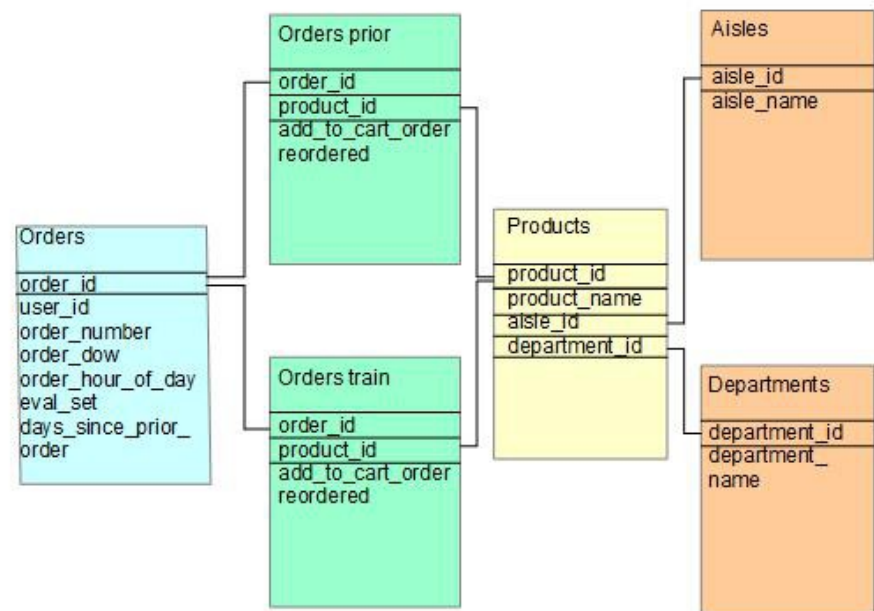 Orders
order_id
user_id
order_number
order_dow
order_hour_of_day
eval_set
days_since_prior_
order
Orders prior
order_id
product_id
add_to_cart_order
reordered
Orders train
order_id
product_id
add_to_cart_order
reordered
Products
product_id
product_name
aisle_id
department_id
Aisles
aisle_id
aisle_name
Departments
department_id
department_
name